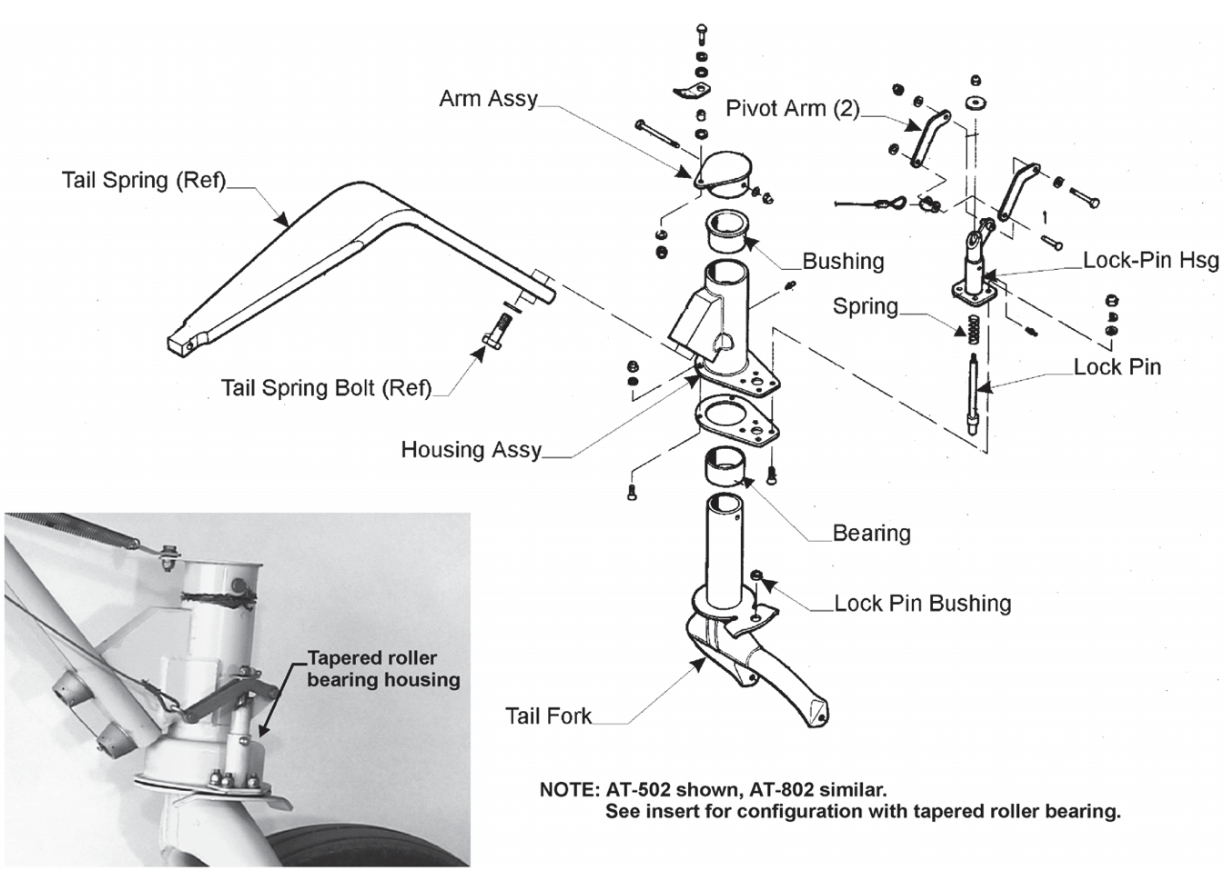 Arm Assy
Pivot Arm (2)
Tail Spring (Ref)
Bushing
Lock-Pin Hsg
Spring
Tail Spring Bolt (Ref)
Lock Pin
Housing Assy
Bearing
Lock Pin Bushing
Tapered roller
bearing housing
Tail Fork
NOTE: AT-502 shown, AT-802 similar.
See insert for configuration with tapered roller bearing.